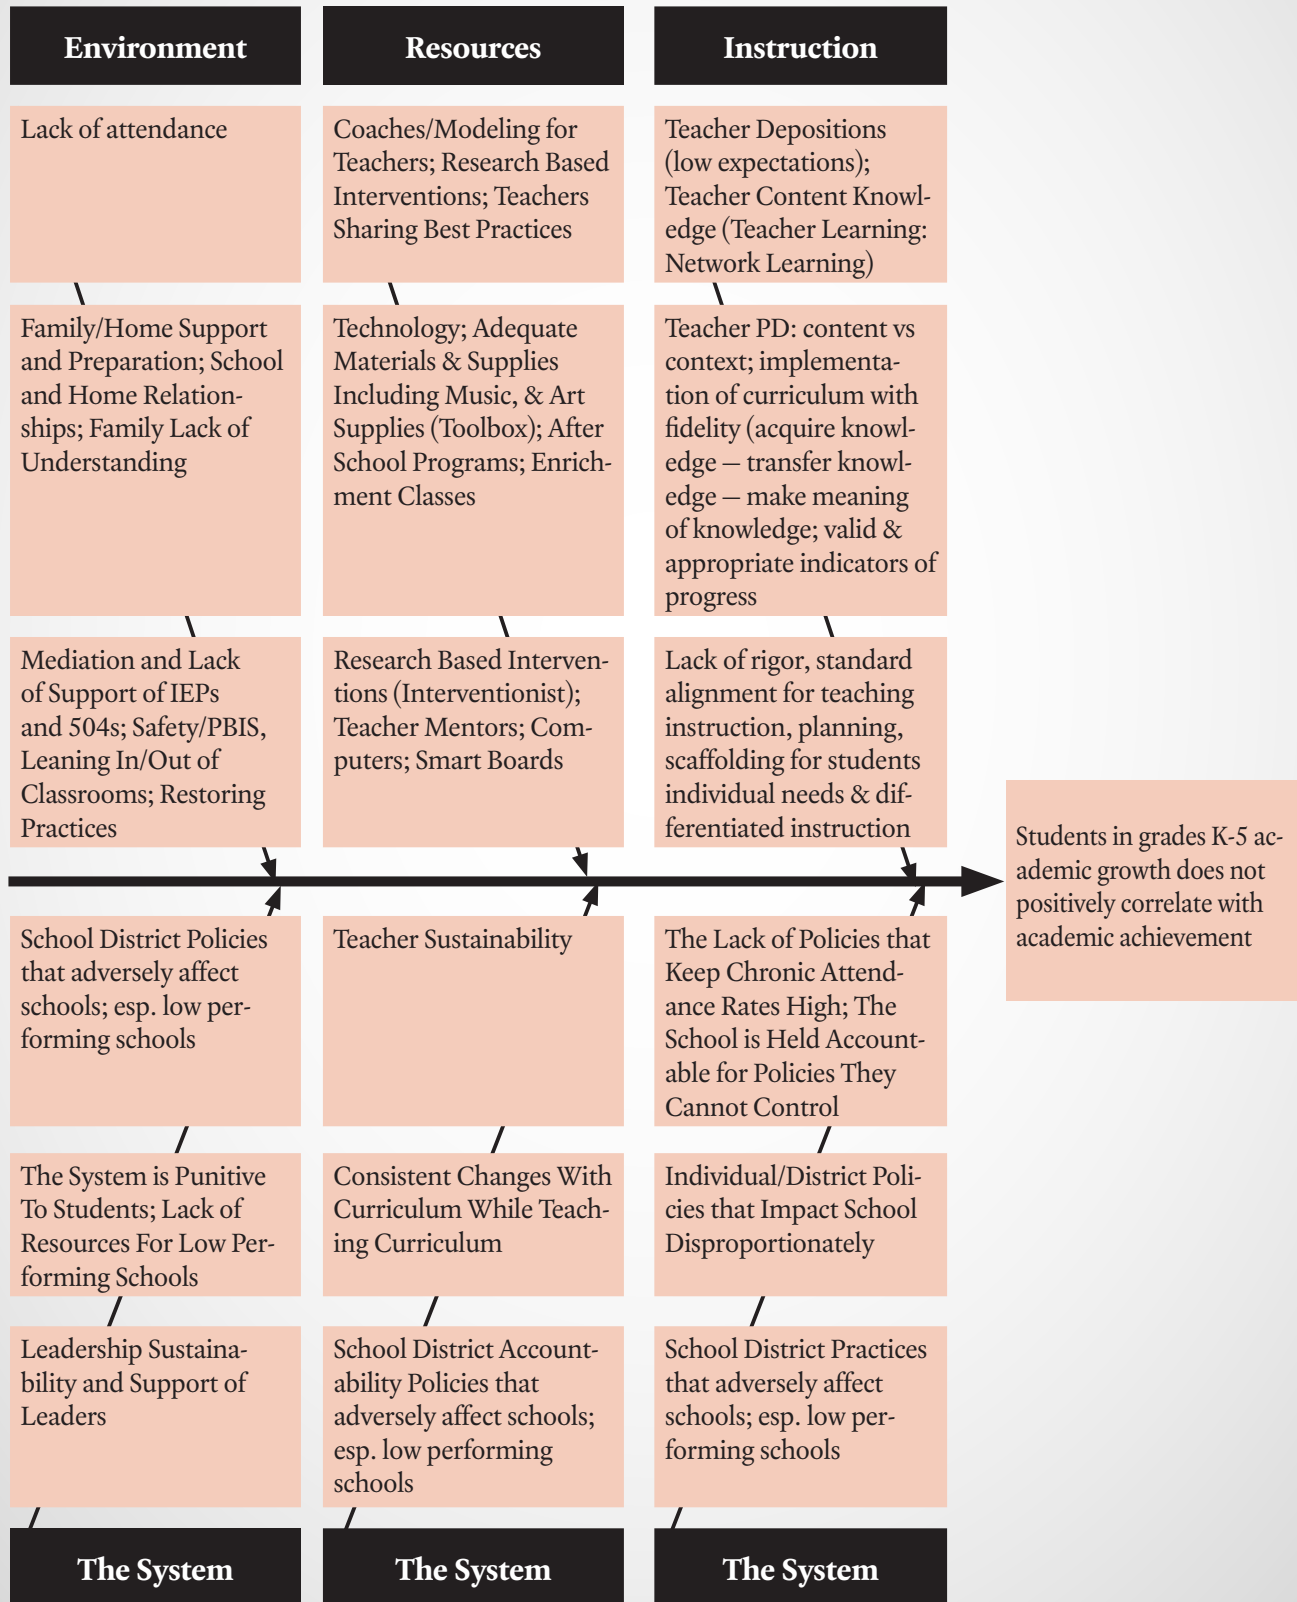 Environment
Resources
Instruction
Lack of attendance
Coaches/Modeling for
Teachers; Research Based
Interventions; Teachers
Sharing Best Practices
Teacher Depositions
(low expectations);
Teacher Content Knowl-
edge (Teacher Learning:
Network Learning)
Family/Home Support
and Preparation; School
and Home Relation-
ships; Family Lack of
Understanding
Technology; Adequate
Materials & Supplies
Including Music, & Art
Supplies (Toolbox); After
School Programs; Enrich-
ment Classes
Teacher PD: content vs
context; implementa-
tion of curriculum with
fidelity (acquire knowl-
edge – transfer knowl-
edge – make meaning
of knowledge; valid &
appropriate indicators of
progress
Mediation and Lack
of Support of IEPs
and 504s; Safety/PBIS,
Leaning In/Out of
Classrooms; Restoring
Practices
Research Based Interven-
tions (Interventionist);
Teacher Mentors; Com-
puters; Smart Boards
Lack of rigor, standard
alignment for teaching
instruction, planning,
scaffolding for students
individual needs & dif-
ferentiated instruction
Students in grades K-5 ac-
ademic growth does not
positively correlate with
academic achievement
School District Policies
that adversely affect
schools; esp. low per-
forming schools
Teacher Sustainability
The Lack of Policies that
Keep Chronic Attend-
ance Rates High; The
School is Held Account-
able for Policies They
Cannot Control
The System is Punitive
To Students; Lack of
Resources For Low Per-
forming Schools
Consistent Changes With
Curriculum While Teach-
ing Curriculum
Individual/District Poli-
cies that Impact School
Disproportionately
Leadership Sustaina-
bility and Support of
Leaders
School District Account-
ability Policies that
adversely affect schools;
esp. low performing
schools
School District Practices
that adversely affect
schools; esp. low per-
forming schools
The System
The System
The System